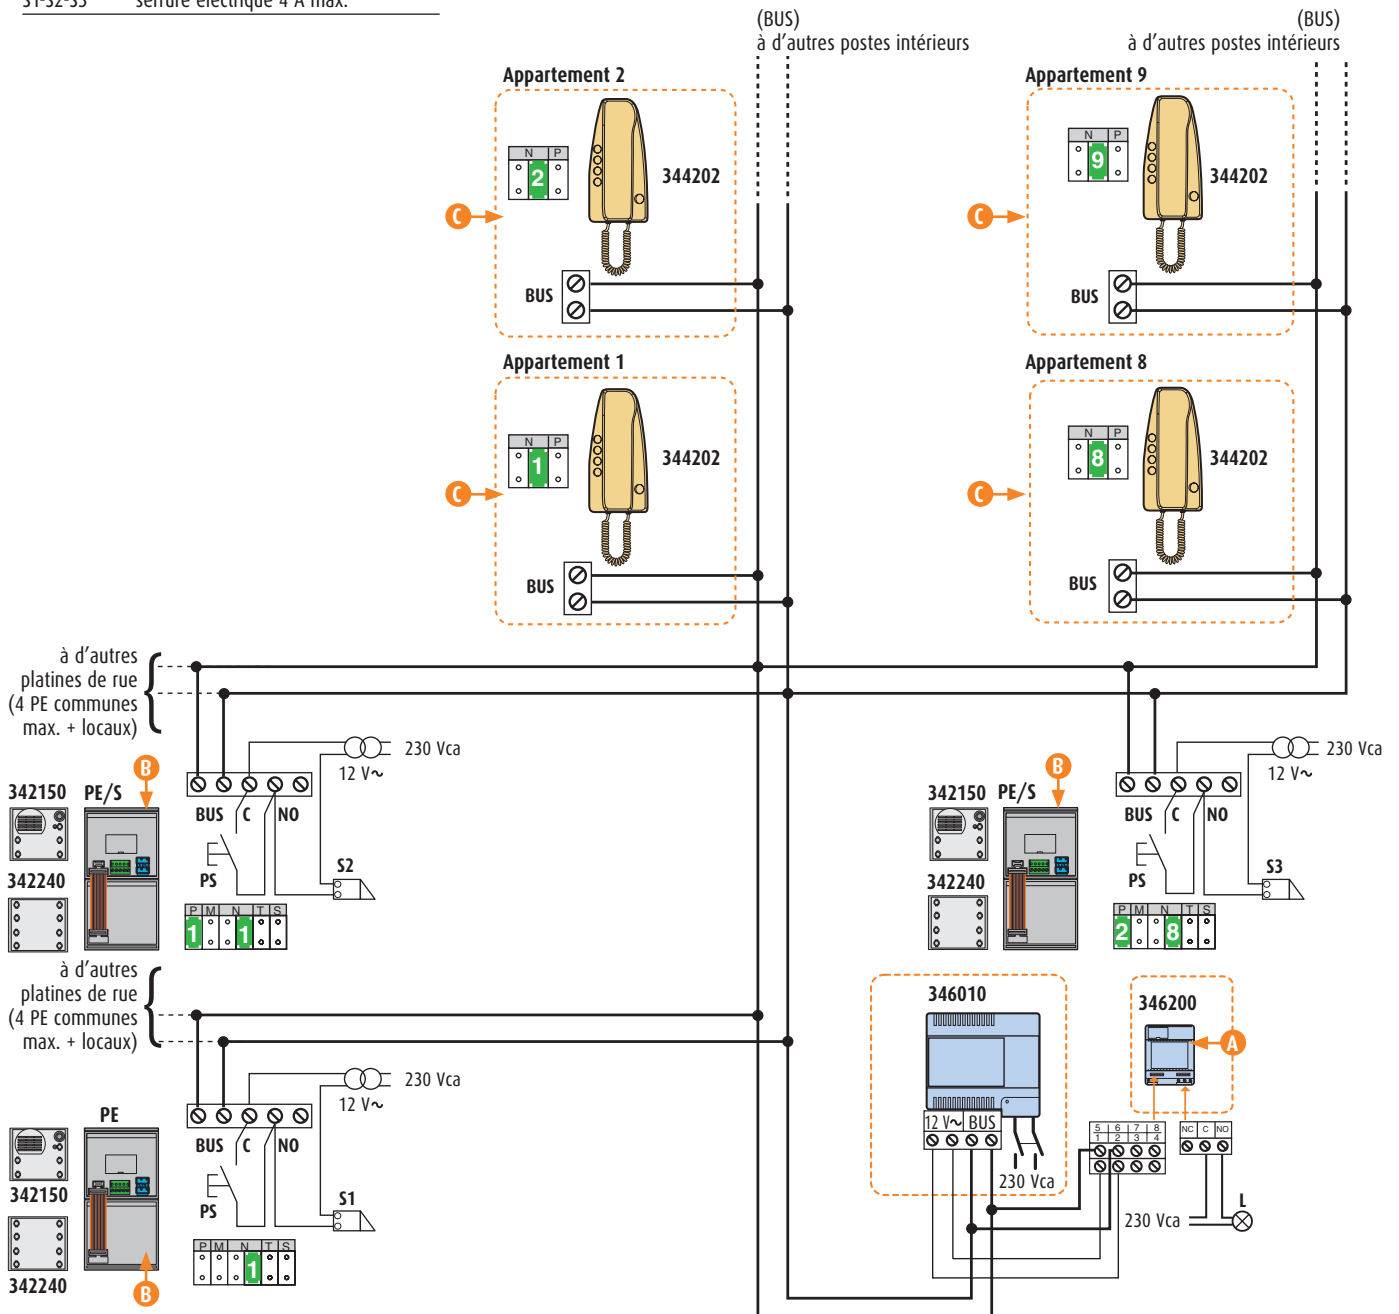 S1-S2-S3 serrure électrique 4 A max.
(BUS)
à d'autres postes intérieurs
(BUS)
à d'autres postes intérieurs
Appartement 2
N P
2
344202
C
BUS
Appartement 9
N P
9
344202
C
BUS
Appartement 1
N P
1
344202
C
BUS
Appartement 8
N P
8
344202
C
BUS
à d'autres
platines de rue
(4 PE communes
max. + locaux)
230 Vca
12 V~
B
342150 PE/S
BUS C NO
PS
S2
342240
P M N T S
1 1
230 Vca
12 V~
B
342150 PE/S
BUS C NO
PS
S3
342240
P M N T S
2 8
à d'autres
platines de rue
(4 PE communes
max. + locaux)
230 Vca
12 V~
PE
BUS C NO
342150
PS
S1
342240
B
P M N T S
1
346010
12 V~ BUS
230 Vca
346200
A
5 6 7 8
1 2 3 4
NC C NO
230 Vca
L